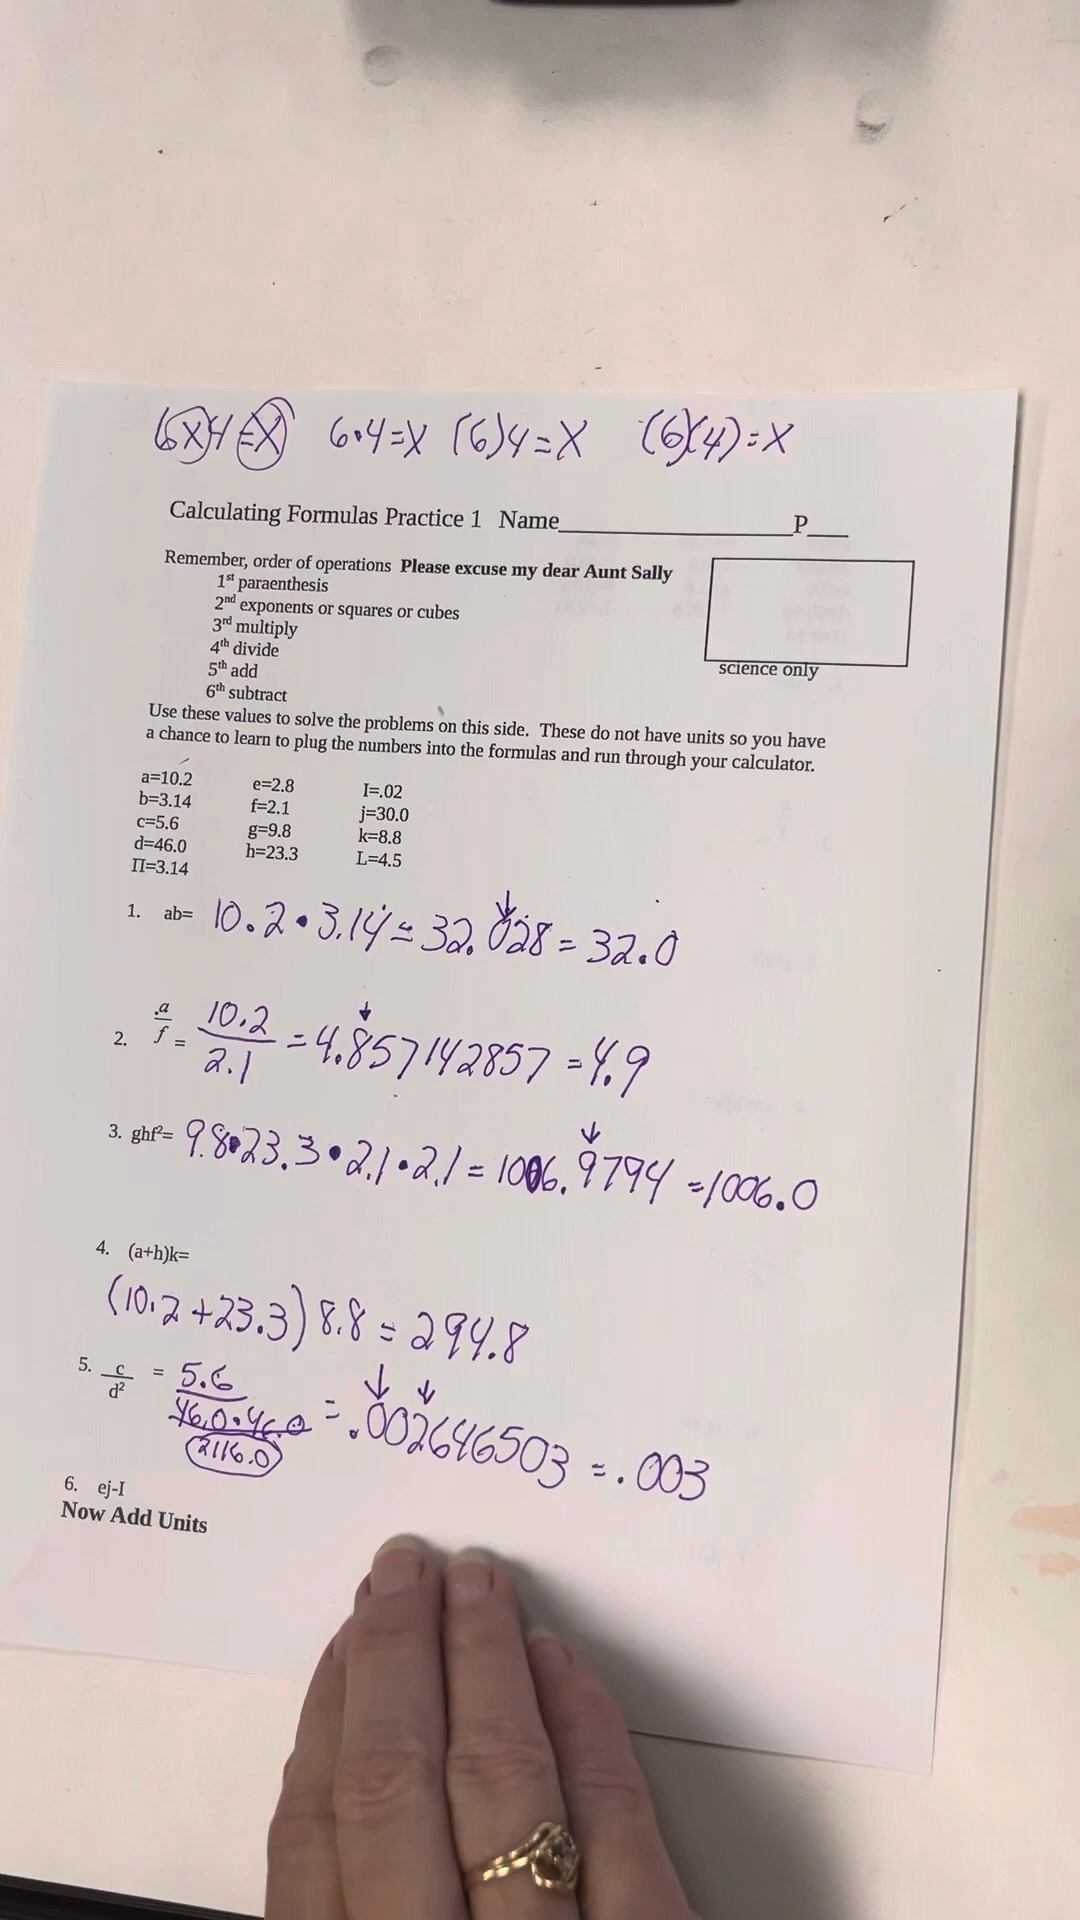 6x4=X 6•4=X (6)4=X (6)(4)=X
Calculating Formulas Practice 1 Name______________ P___
Remember, order of operations Please excuse my dear Aunt Sally
1st paraenthesis
2nd exponents or squares or cubes
3rd multiply
4th divide
5th add
6th subtract
science only
Use these values to solve the problems on this side. These do not have units so you have
a chance to learn to plug the numbers into the formulas and run through your calculator.
a=10.2 e=2.8 I=.02
b=3.14 f=2.1 j=30.0
c=5.6 g=9.8 k=8.8
d=46.0 h=23.3 L=4.5
Π=3.14
1. ab= 10.2•3.14=32.028=32.0
2. a/f = 10.2/2.1 =4.857142857=4.9
3. ghf²= 9.8•23.3•2.1•2.1=1006.9794=1006.0
4. (a+h)k=
(10.2+23.3)8.8=294.8
5. c/d² = 5.6/46.0•46.0 =.002646503=.003
2116.0
6. ej-I
Now Add Units